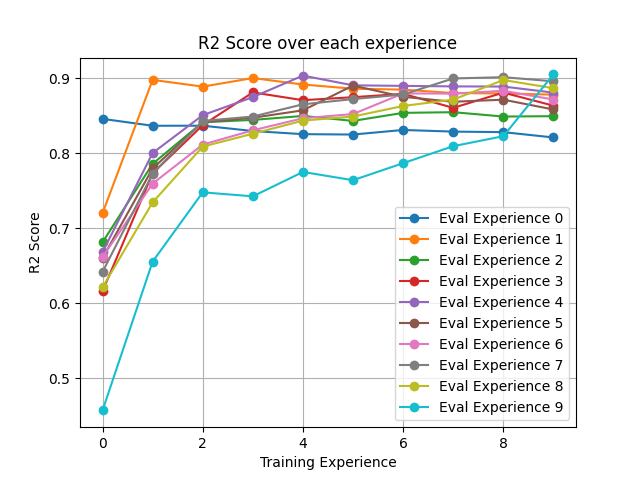 R2 Score over each experience
R2 Score
0.9
0.8
0.7
0.6
0.5
Eval Experience 0
Eval Experience 1
Eval Experience 2
Eval Experience 3
Eval Experience 4
Eval Experience 5
Eval Experience 6
Eval Experience 7
Eval Experience 8
Eval Experience 9
0 2 4 6 8
Training Experience